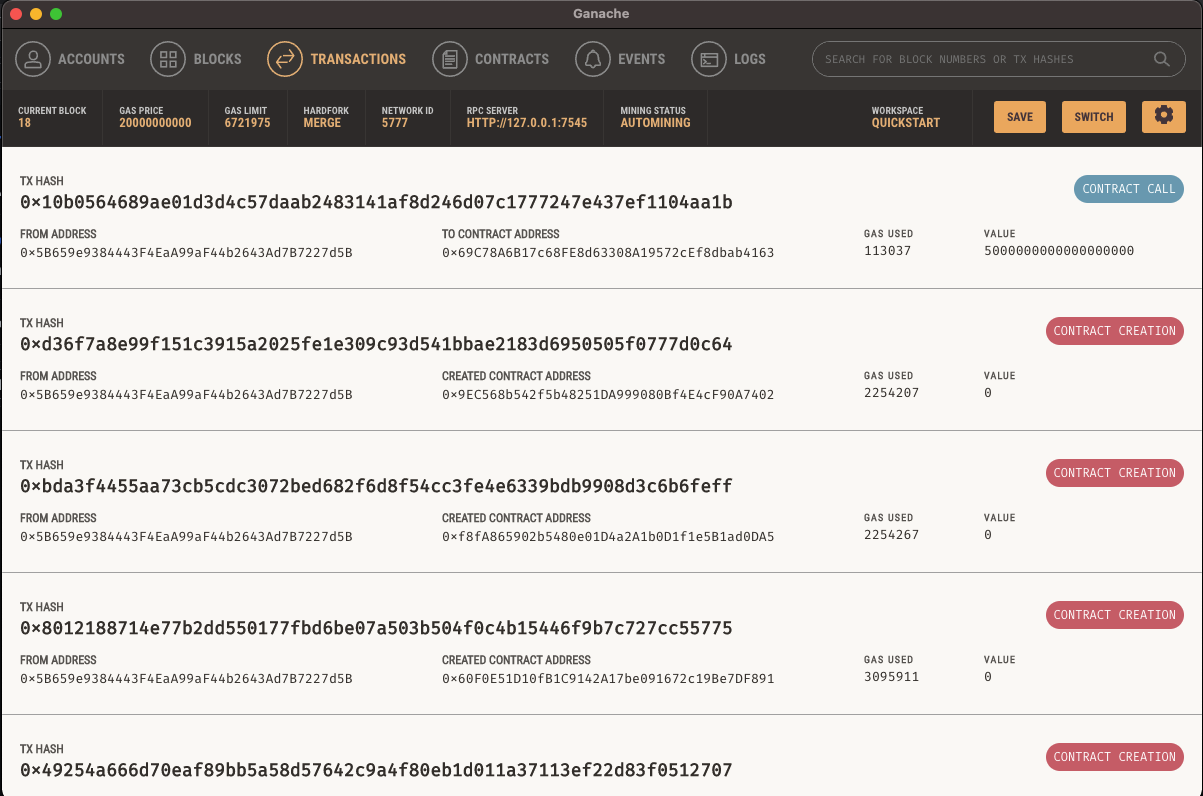 Ganache
ACCOUNTS BLOCKS TRANSACTIONS CONTRACTS EVENTS LOGS SEARCH FOR BLOCK NUMBERS OR TX HASHES
CURRENT BLOCK GAS PRICE GAS LIMIT HARDFORK NETWORK ID RPC SERVER MINING STATUS WORKSPACE
18 20000000000 6721975 MERGE 5777 HTTP://127.0.0.1:7545 AUTOMINING QUICKSTART SAVE SWITCH
TX HASH
0×10b0564689ae01d3d4c57daab2483141af8d246d07c1777247e437ef1104aa1b CONTRACT CALL
FROM ADDRESS TO CONTRACT ADDRESS GAS USED VALUE
0×5B659e9384443F4EaA99aF44b2643Ad7B7227d5B 0×69C78A6B17c68FE8d63308A19572cEf8dbab4163 113037 5000000000000000000
TX HASH
0×d36f7a8e99f151c3915a2025fe1e309c93d541bbae2183d6950505f0777d0c64 CONTRACT CREATION
FROM ADDRESS CREATED CONTRACT ADDRESS GAS USED VALUE
0×5B659e9384443F4EaA99aF44b2643Ad7B7227d5B 0×9EC568b542f5b48251DA999080Bf4E4cF90A7402 2254207 0
TX HASH
0×bda3f4455aa73cb5cdc3072bed682f6d8f54cc3fe4e6339bdb9908d3c6b6feff CONTRACT CREATION
FROM ADDRESS CREATED CONTRACT ADDRESS GAS USED VALUE
0×5B659e9384443F4EaA99aF44b2643Ad7B7227d5B 0×f8fA865902b5480e01D4a2A1b0D1f1e5B1ad0DA5 2254267 0
TX HASH
0×8012188714e77b2dd550177fbd6be07a503b504f0c4b15446f9b7c727cc55775 CONTRACT CREATION
FROM ADDRESS CREATED CONTRACT ADDRESS GAS USED VALUE
0×5B659e9384443F4EaA99aF44b2643Ad7B7227d5B 0×60F0E51D10fB1C9142A17be091672c19Be7DF891 3095911 0
TX HASH
0×49254a666d70eaf89bb5a58d57642c9a4f80eb1d011a37113ef22d83f0512707 CONTRACT CREATION